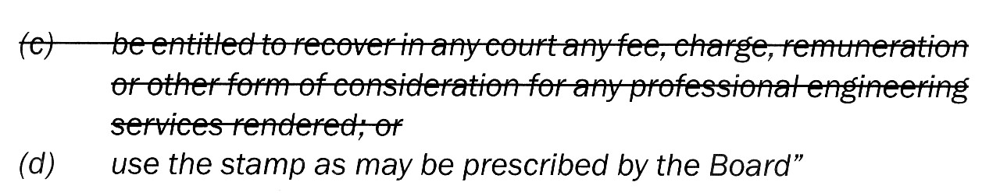 (c) be entitled to recover in any court any fee, charge, remuneration
or other form of consideration for any professional engineering
services rendered; or
(d) use the stamp as may be prescribed by the Board”